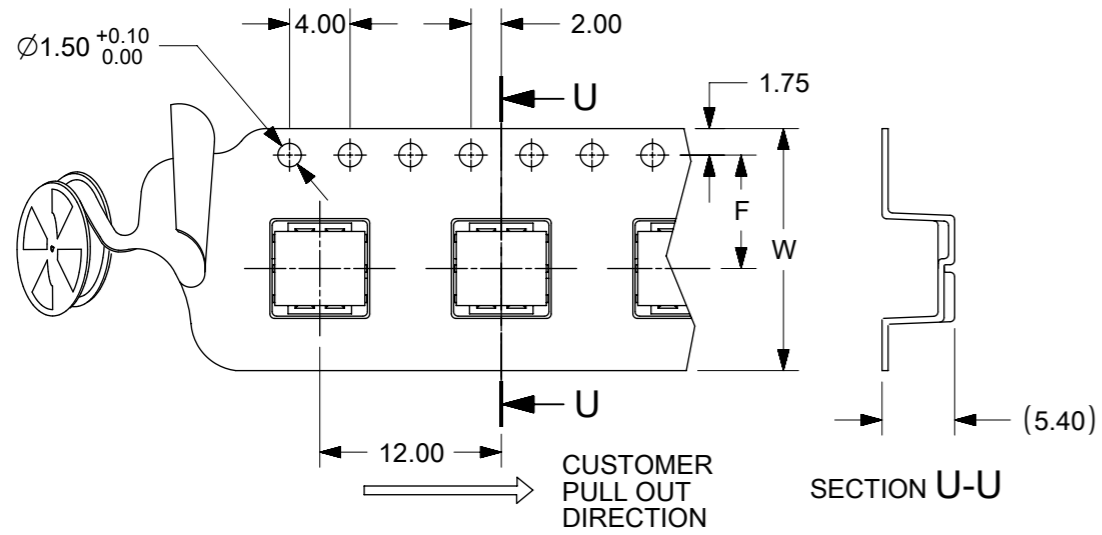 4.00
2.00
∅1.50 +0.10
0.00
U
1.75
F
W
U
(5.40)
12.00
CUSTOMER
PULL OUT
DIRECTION
SECTION U-U